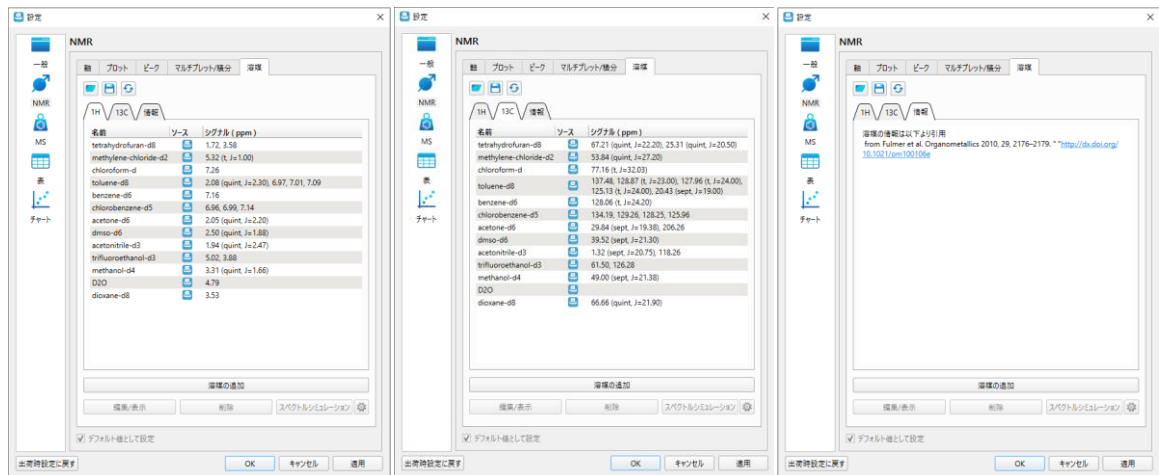 設定
NMR
一般
NMR
MS
表
チャート
軸 プロット ピーク マルチプレット/積分 溶媒
1H 13C 情報
名前 ソース シグナル ( ppm )
tetrahydrofuran-d8 1.72, 3.58
methylene-chloride-d2 5.32 (t, J=1.00)
chloroform-d 7.26
toluene-d8 2.08 (quint, J=2.30), 6.97, 7.01, 7.09
benzene-d6 7.16
chlorobenzene-d5 6.96, 6.99, 7.14
acetone-d6 2.05 (quint, J=2.20)
dmso-d6 2.50 (quint, J=1.88)
acetonitrile-d3 1.94 (quint, J=2.47)
trifluoroethanol-d3 5.02, 3.88
methanol-d4 3.31 (quint, J=1.66)
D2O 4.79
dioxane-d8 3.53
溶媒の追加
編集/表示 削除 スペクトルシミュレーション
デフォルト値として設定
出荷時設定に戻す OK キャンセル 適用
設定
NMR
一般
NMR
MS
表
チャート
軸 プロット ピーク マルチプレット/積分 溶媒
1H 13C 情報
名前 ソース シグナル ( ppm )
tetrahydrofuran-d8 67.21 (quint, J=22.20), 25.31 (quint, J=20.50)
methylene-chloride-d2 53.84 (quint, J=27.20)
chloroform-d 77.16 (t, J=32.03)
toluene-d8 137.48, 128.87 (t, J=23.00), 127.96 (t, J=24.00),
125.13 (t, J=24.00), 20.43 (sept, J=19.00)
benzene-d6 128.06 (t, J=24.20)
chlorobenzene-d5 134.19, 129.26, 128.25, 125.96
acetone-d6 29.84 (sept, J=19.38), 206.26
dmso-d6 39.52 (sept, J=21.30)
acetonitrile-d3 1.32 (sept, J=20.75), 118.26
trifluoroethanol-d3 61.50, 126.28
methanol-d4 49.00 (sept, J=21.38)
D2O
dioxane-d8 66.66 (quint, J=21.90)
溶媒の追加
編集/表示 削除 スペクトルシミュレーション
デフォルト値として設定
出荷時設定に戻す OK キャンセル 適用
設定
NMR
一般
NMR
MS
表
チャート
軸 プロット ピーク マルチプレット/積分 溶媒
1H 13C 情報
溶媒の情報は以下より引用
from Fulmer et al. Organometallics 2010, 29, 2176–2179. " "http://dx.doi.org/
10.1021/om100106e
溶媒の追加
編集/表示 削除 スペクトルシミュレーション
デフォルト値として設定
出荷時設定に戻す OK キャンセル 適用